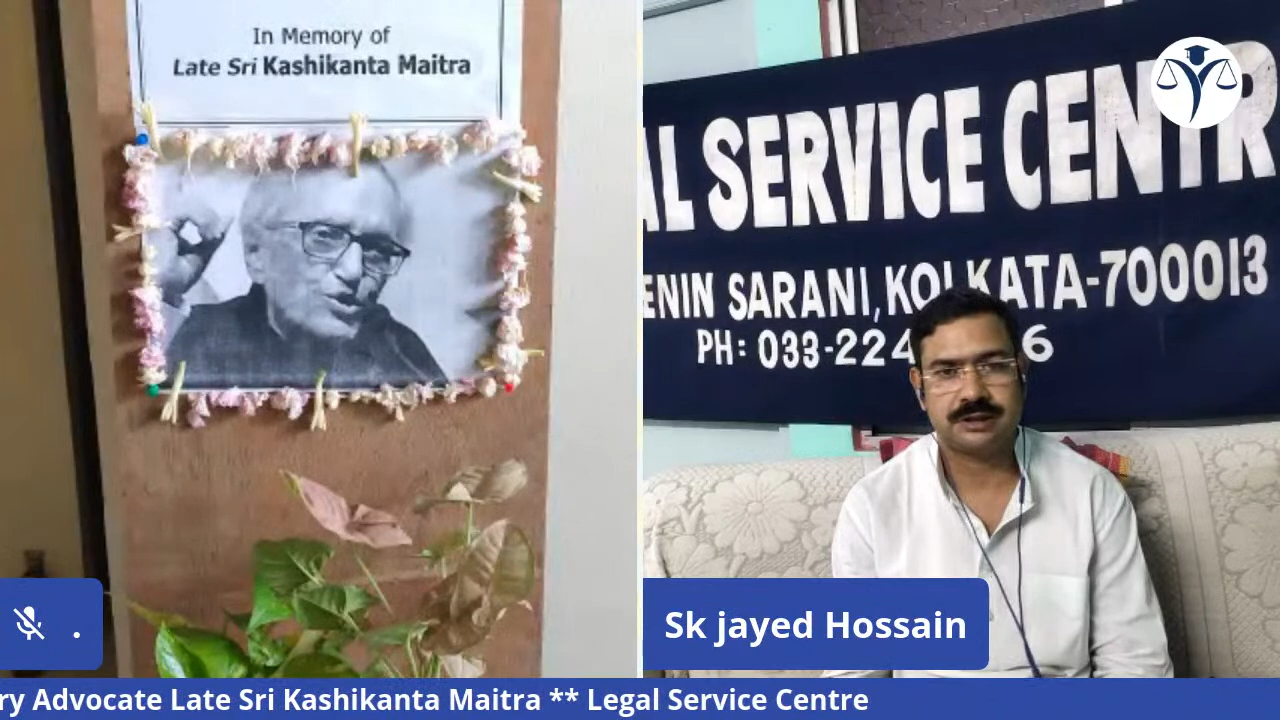 In Memory of
Late Sri Kashikanta Maitra
AL SERVICE CENTR
ENIN SARANI, KOLKATA-700013
PH: 033-224 6
.
Sk jayed Hossain
ry Advocate Late Sri Kashikanta Maitra ** Legal Service Centre